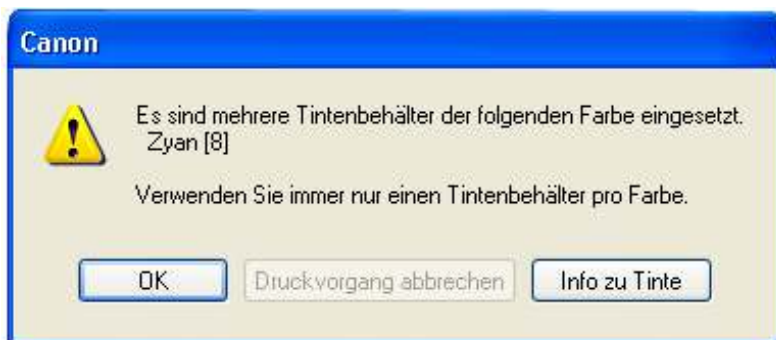 Canon
Es sind mehrere Tintenbehälter der folgenden Farbe eingesetzt.
Zyan [8]
Verwenden Sie immer nur einen Tintenbehälter pro Farbe.
OK
Druckvorgang abbrechen
Info zu Tinte